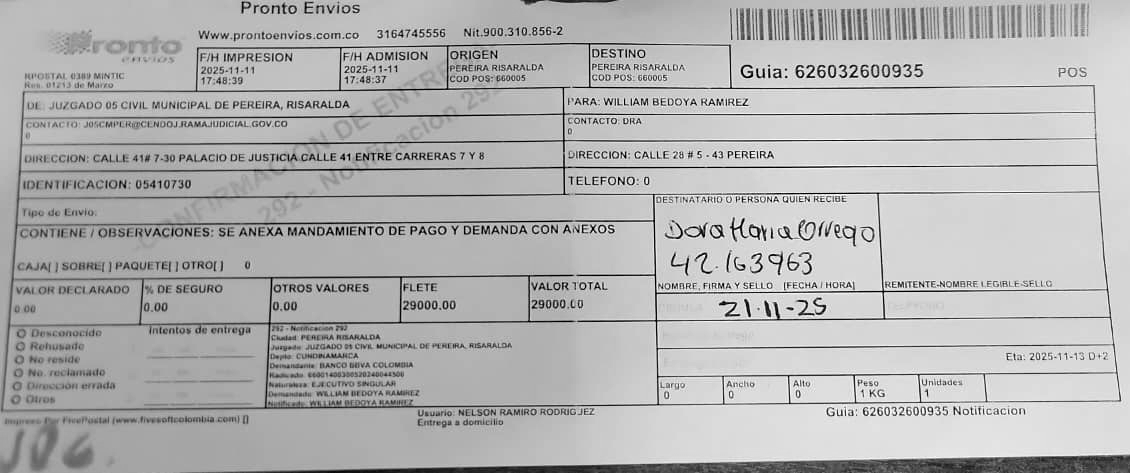 Pronto Envios
Pronto envios
Www.prontoenvios.com.co 3164745556 Nit.900.310.856-2
RPOSTAL 0389 MINTIC
Res. 01213 de Marzo
F/H IMPRESION
2025-11-11
17:48:39
F/H ADMISION
2025-11-11
17:48:37
ORIGEN
PEREIRA RISARALDA
COD POS: 660005
DESTINO
PEREIRA RISARALDA
COD POS: 660005
Guia: 626032600935
POS
DE: JUZGADO 05 CIVIL MUNICIPAL DE PEREIRA, RISARALDA
PARA: WILLIAM BEDOYA RAMIREZ
CONTACTO: J05CMPER@CENDOJ.RAMAJUDICIAL.GOV.CO
0
CONTACTO: DRA
0
DIRECCION: CALLE 41# 7-30 PALACIO DE JUSTICIA CALLE 41 ENTRE CARRERAS 7 Y 8
DIRECCION: CALLE 28 # 5 - 43 PEREIRA
IDENTIFICACION: 05410730
TELEFONO: 0
-CONFIRMACION DE ENTRE
292 - Notificacion 292
Tipo de Envio:
CONTIENE / OBSERVACIONES: SE ANEXA MANDAMIENTO DE PAGO Y DEMANDA CON ANEXOS
CAJA[ ] SOBRE[ ] PAQUETE[ ] OTRO[ ] 0
DESTINATARIO O PERSONA QUIEN RECIBE
Dora Maria Orrego
42.163963
NOMBRE, FIRMA Y SELLO [FECHA / HORA]
21-11-25
REMITENTE-NOMBRE LEGIBLE-SELLO
VALOR DECLARADO
0.00
% DE SEGURO
0.00
OTROS VALORES
0.00
FLETE
29000.00
VALOR TOTAL
29000.00
O Desconocido
O Rehusado
O No reside
O No. reclamado
O Dirección errada
O Otros
Intentos de entrega
292 - Notificacion 292
Ciudad: PEREIRA RISARALDA
Juzgado: JUZGADO 05 CIVIL MUNICIPAL DE PEREIRA, RISARALDA
Depto: CUNDINAMARCA
Demandante: BANCO BBVA COLOMBIA
Radicado:
Naturaleza: EJECUTIVO SINGULAR
Demandado: WILLIAM BEDOYA RAMIREZ
Notificado: WILLIAM BEDOYA RAMIREZ
Eta: 2025-11-13 D+2
Largo
0
Ancho
0
Alto
0
Peso
1 KG
Unidades
1
Impreso Por FivePostal (www.fivesoftcolombia.com) []
Usuario: NELSON RAMIRO RODRIGUEZ
Entrega a domicilio
Guia: 626032600935 Notificacion